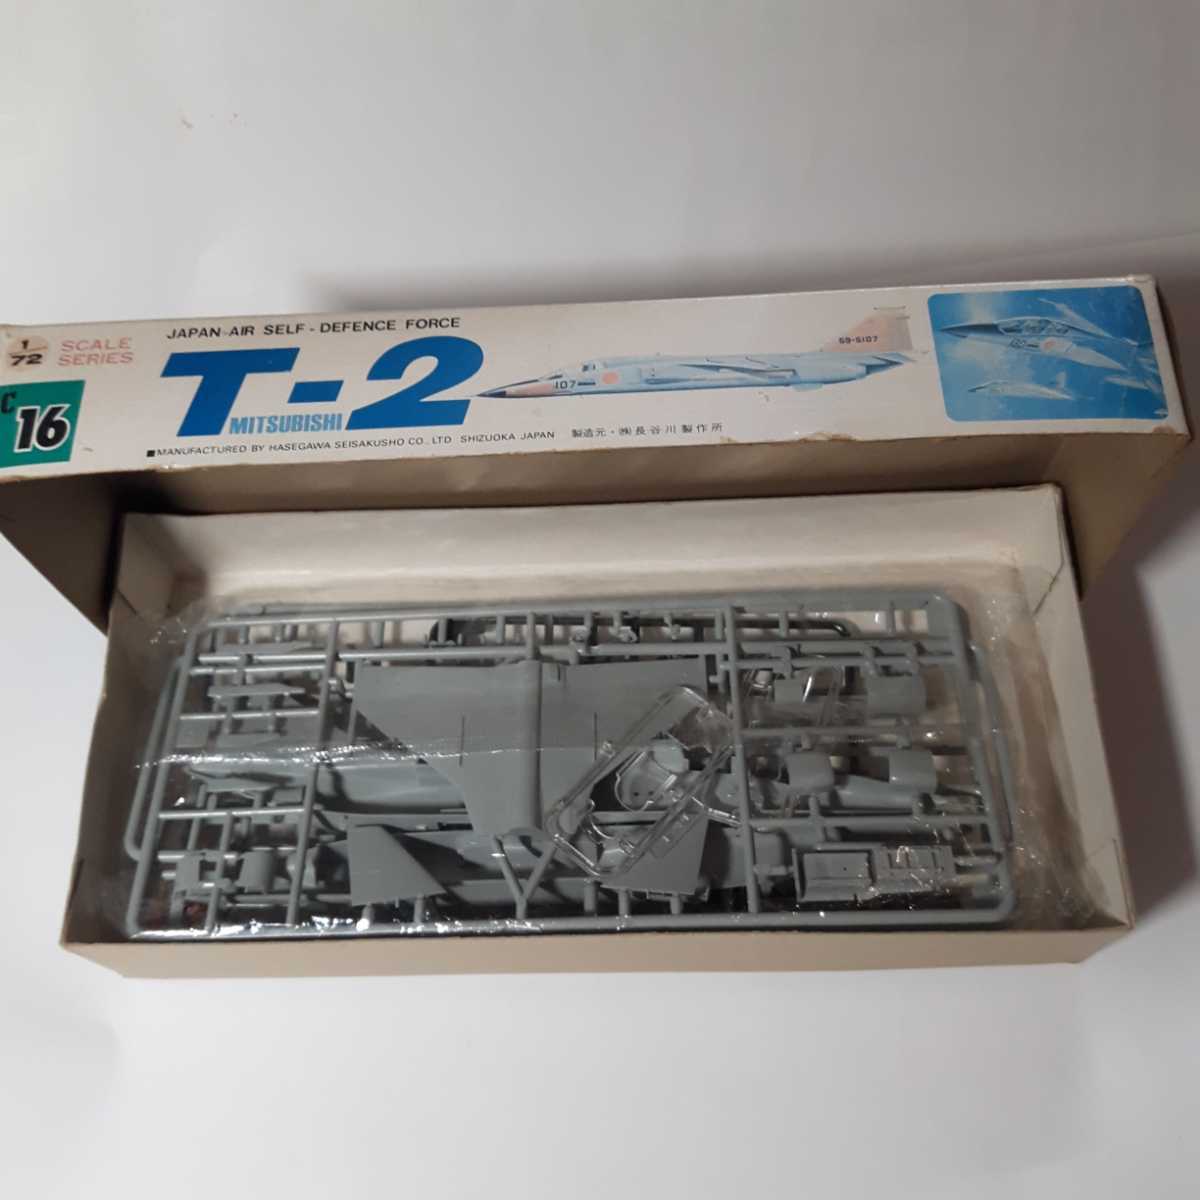 JAPAN AIR SELF-DEFENCE FORCE
1/72 SCALE SERIES
C 16
T-2
MITSUBISHI
107
59-5107
■MANUFACTURED BY HASEGAWA SEISAKUSHO CO., LTD SHIZUOKA JAPAN 製造元・㈱長谷川製作所